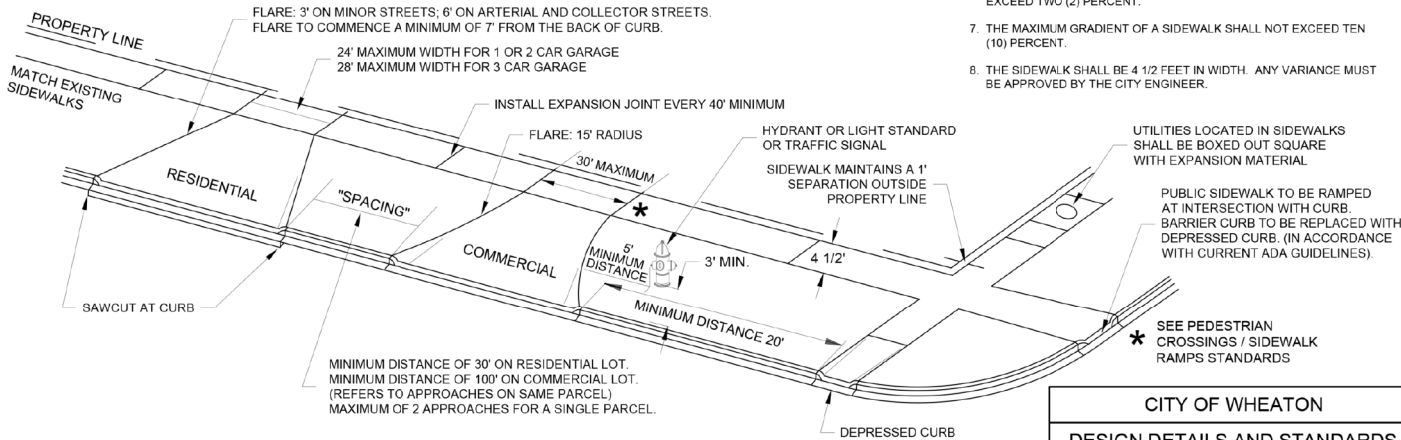 FLARE: 3' ON MINOR STREETS; 6' ON ARTERIAL AND COLLECTOR STREETS.
FLARE TO COMMENCE A MINIMUM OF 7' FROM THE BACK OF CURB.
PROPERTY LINE
24' MAXIMUM WIDTH FOR 1 OR 2 CAR GARAGE
28' MAXIMUM WIDTH FOR 3 CAR GARAGE
MATCH EXISTING
SIDEWALKS
INSTALL EXPANSION JOINT EVERY 40' MINIMUM
FLARE: 15' RADIUS
30' MAXIMUM
HYDRANT OR LIGHT STANDARD
OR TRAFFIC SIGNAL
SIDEWALK MAINTAINS A 1'
SEPARATION OUTSIDE
PROPERTY LINE
EXCEED TWO (2) PERCENT.
7. THE MAXIMUM GRADIENT OF A SIDEWALK SHALL NOT EXCEED TEN
(10) PERCENT.
8. THE SIDEWALK SHALL BE 4 1/2 FEET IN WIDTH. ANY VARIANCE MUST
BE APPROVED BY THE CITY ENGINEER.
UTILITIES LOCATED IN SIDEWALKS
SHALL BE BOXED OUT SQUARE
WITH EXPANSION MATERIAL
PUBLIC SIDEWALK TO BE RAMPED
AT INTERSECTION WITH CURB.
BARRIER CURB TO BE REPLACED WITH
DEPRESSED CURB. (IN ACCORDANCE
WITH CURRENT ADA GUIDELINES).
RESIDENTIAL
"SPACING"
COMMERCIAL
*
5'
MINIMUM
DISTANCE
3' MIN.
4 1/2'
MINIMUM DISTANCE 20'
SAWCUT AT CURB
MINIMUM DISTANCE OF 30' ON RESIDENTIAL LOT.
MINIMUM DISTANCE OF 100' ON COMMERCIAL LOT.
(REFERS TO APPROACHES ON SAME PARCEL)
MAXIMUM OF 2 APPROACHES FOR A SINGLE PARCEL.
DEPRESSED CURB
* SEE PEDESTRIAN
CROSSINGS / SIDEWALK
RAMPS STANDARDS
CITY OF WHEATON
DESIGN DETAILS AND STANDARDS